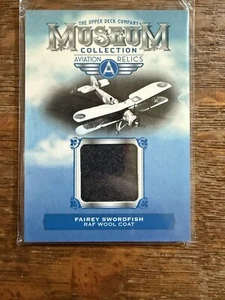 THE UPPER DECK COMPANY
MUSEUM
COLLECTION
AVIATION A RELICS
FAIREY SWORDFISH
RAF WOOL COAT